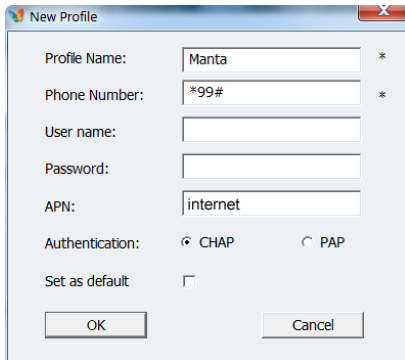 New Profile
Profile Name: Manta *
Phone Number: *99# *
User name:
Password:
APN: internet
Authentication: CHAP PAP
Set as default
OK Cancel